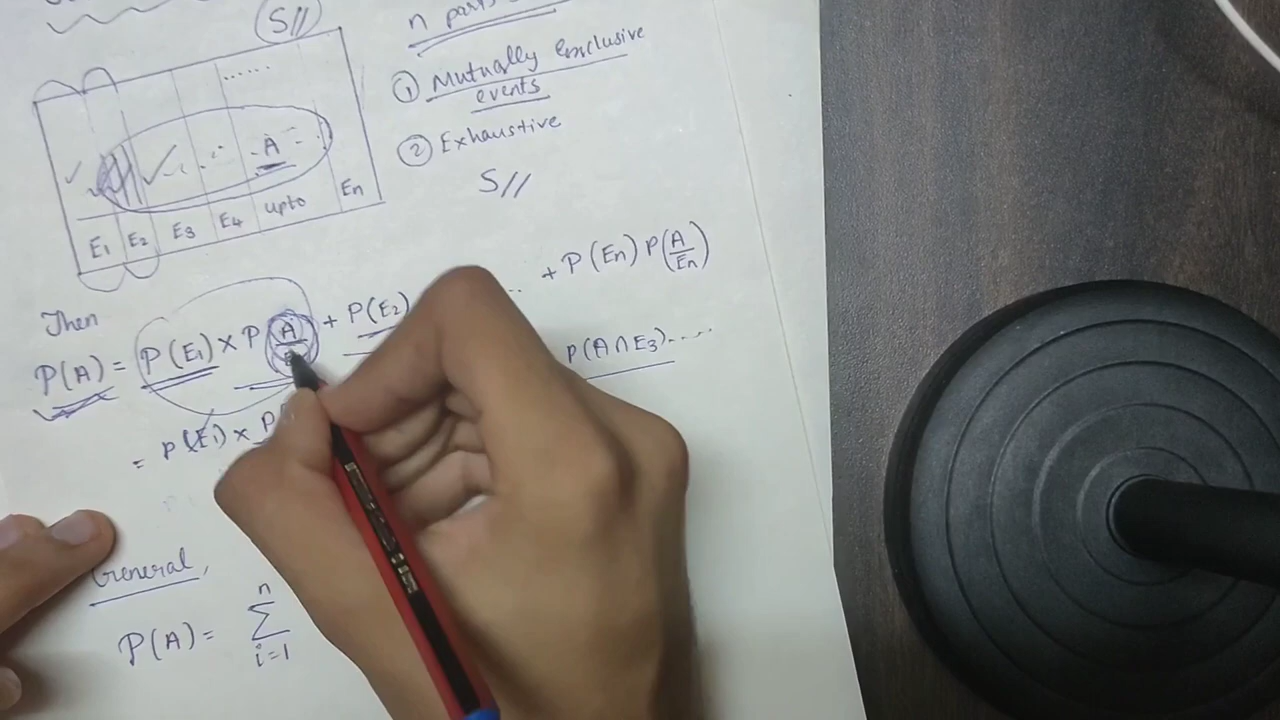 S//
n parts
① Mutually Exclusive
events
② Exhaustive
S//
.......
A
E1 E2 E3 E4 upto En
Then
P(A) = P(E1) × P(A/ + P(E2) .. + P(En) P(A/En)
= P(E1) × P P(A∩E3)....
General,
P(A) = n Σ i=1